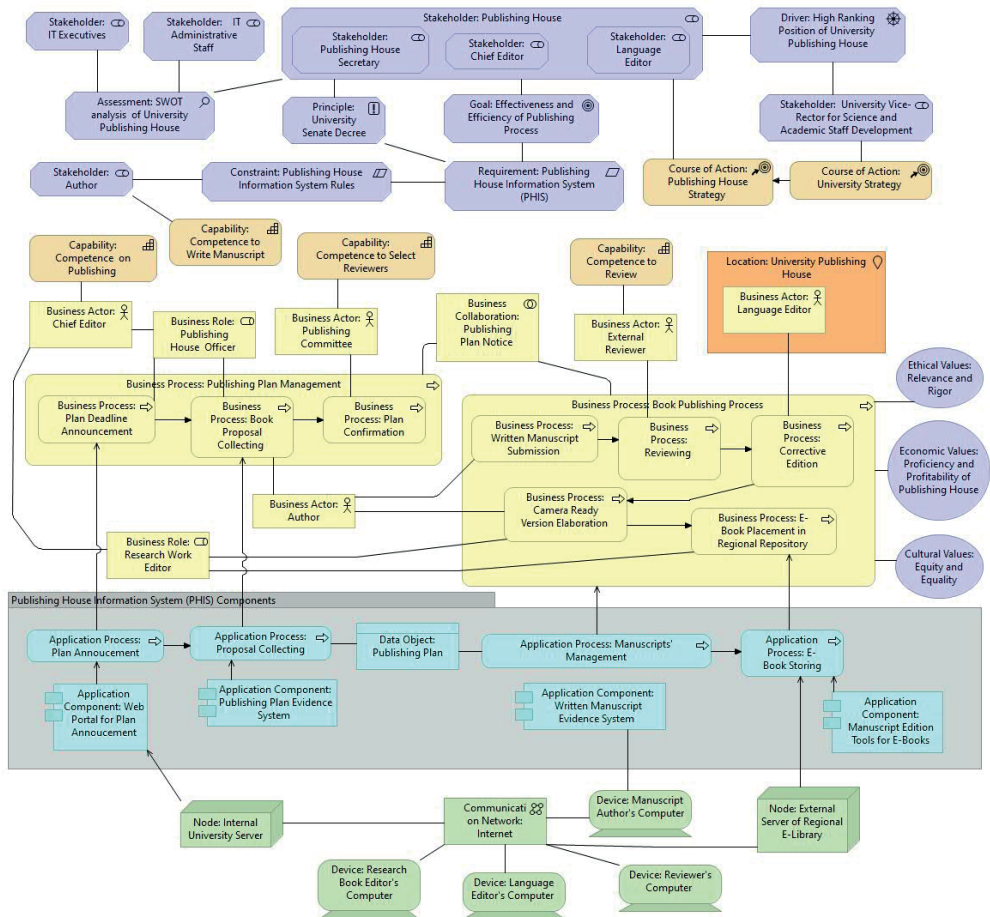 Stakeholder:
IT Executives
Stakeholder: IT
Administrative
Staff
Stakeholder: Publishing House
Stakeholder:
Publishing House
Secretary
Stakeholder:
Chief Editor
Stakeholder:
Language
Editor
Driver: High Ranking
Position of University
Publishing House
Assessment: SWOT
analysis of University
Publishing House
Principle:
University
Senate Decree
Goal: Effectiveness and
Efficiency of Publishing
Process
Stakeholder: University Vice-
Rector for Science and
Academic Staff Development
Stakeholder:
Author
Constraint: Publishing House
Information System Rules
Requirement: Publishing
House Information System
(PHIS)
Course of Action:
Publishing House
Strategy
Course of Action:
University Strategy
Capability:
Competence on
Publishing
Capability:
Competence to
Write Manuscript
Capability:
Competence to Select
Reviewers
Capability:
Competence to
Review
Location: University Publishing
House
Business Actor:
Language Editor
Business Actor:
Chief Editor
Business Role:
Publishing
House Officer
Business Actor:
Publishing
Committee
Business
Collaboration:
Publishing
Plan Notice
Business Actor:
External
Reviewer
Ethical Values:
Relevance and
Rigor
Business Process: Publishing Plan Management
Business Process:
Plan Deadline
Announcement
Business
Process: Book
Proposal
Collecting
Business
Process: Plan
Confirmation
Business Process: Book Publishing Process
Business Process:
Written Manuscript
Submission
Business
Process:
Reviewing
Business
Process:
Corrective
Edition
Economic Values:
Proficiency and
Profitability of
Publishing House
Business Actor:
Author
Business Process:
Camera Ready
Version Elaboration
Business Process: E-
Book Placement in
Regional Repository
Business Role:
Research Work
Editor
Cultural Values:
Equity and
Equality
Publishing House Information System (PHIS) Components
Application Process:
Plan Annoucement
Application Process:
Proposal Collecting
Data Object:
Publishing Plan
Application Process: Manuscripts'
Management
Application
Process: E-
Book Storing
Application
Component: Web
Portal for Plan
Annoucement
Application Component:
Publishing Plan Evidence
System
Application Component:
Written Manuscript
Evidence System
Application
Component:
Manuscript Edition
Tools for E-Books
Node: Internal
University Server
Communicati
on Network:
Internet
Device: Manuscript
Author's Computer
Node: External
Server of Regional
E-Library
Device: Research
Book Editor's
Computer
Device: Language
Editor's Computer
Device: Reviewer's
Computer